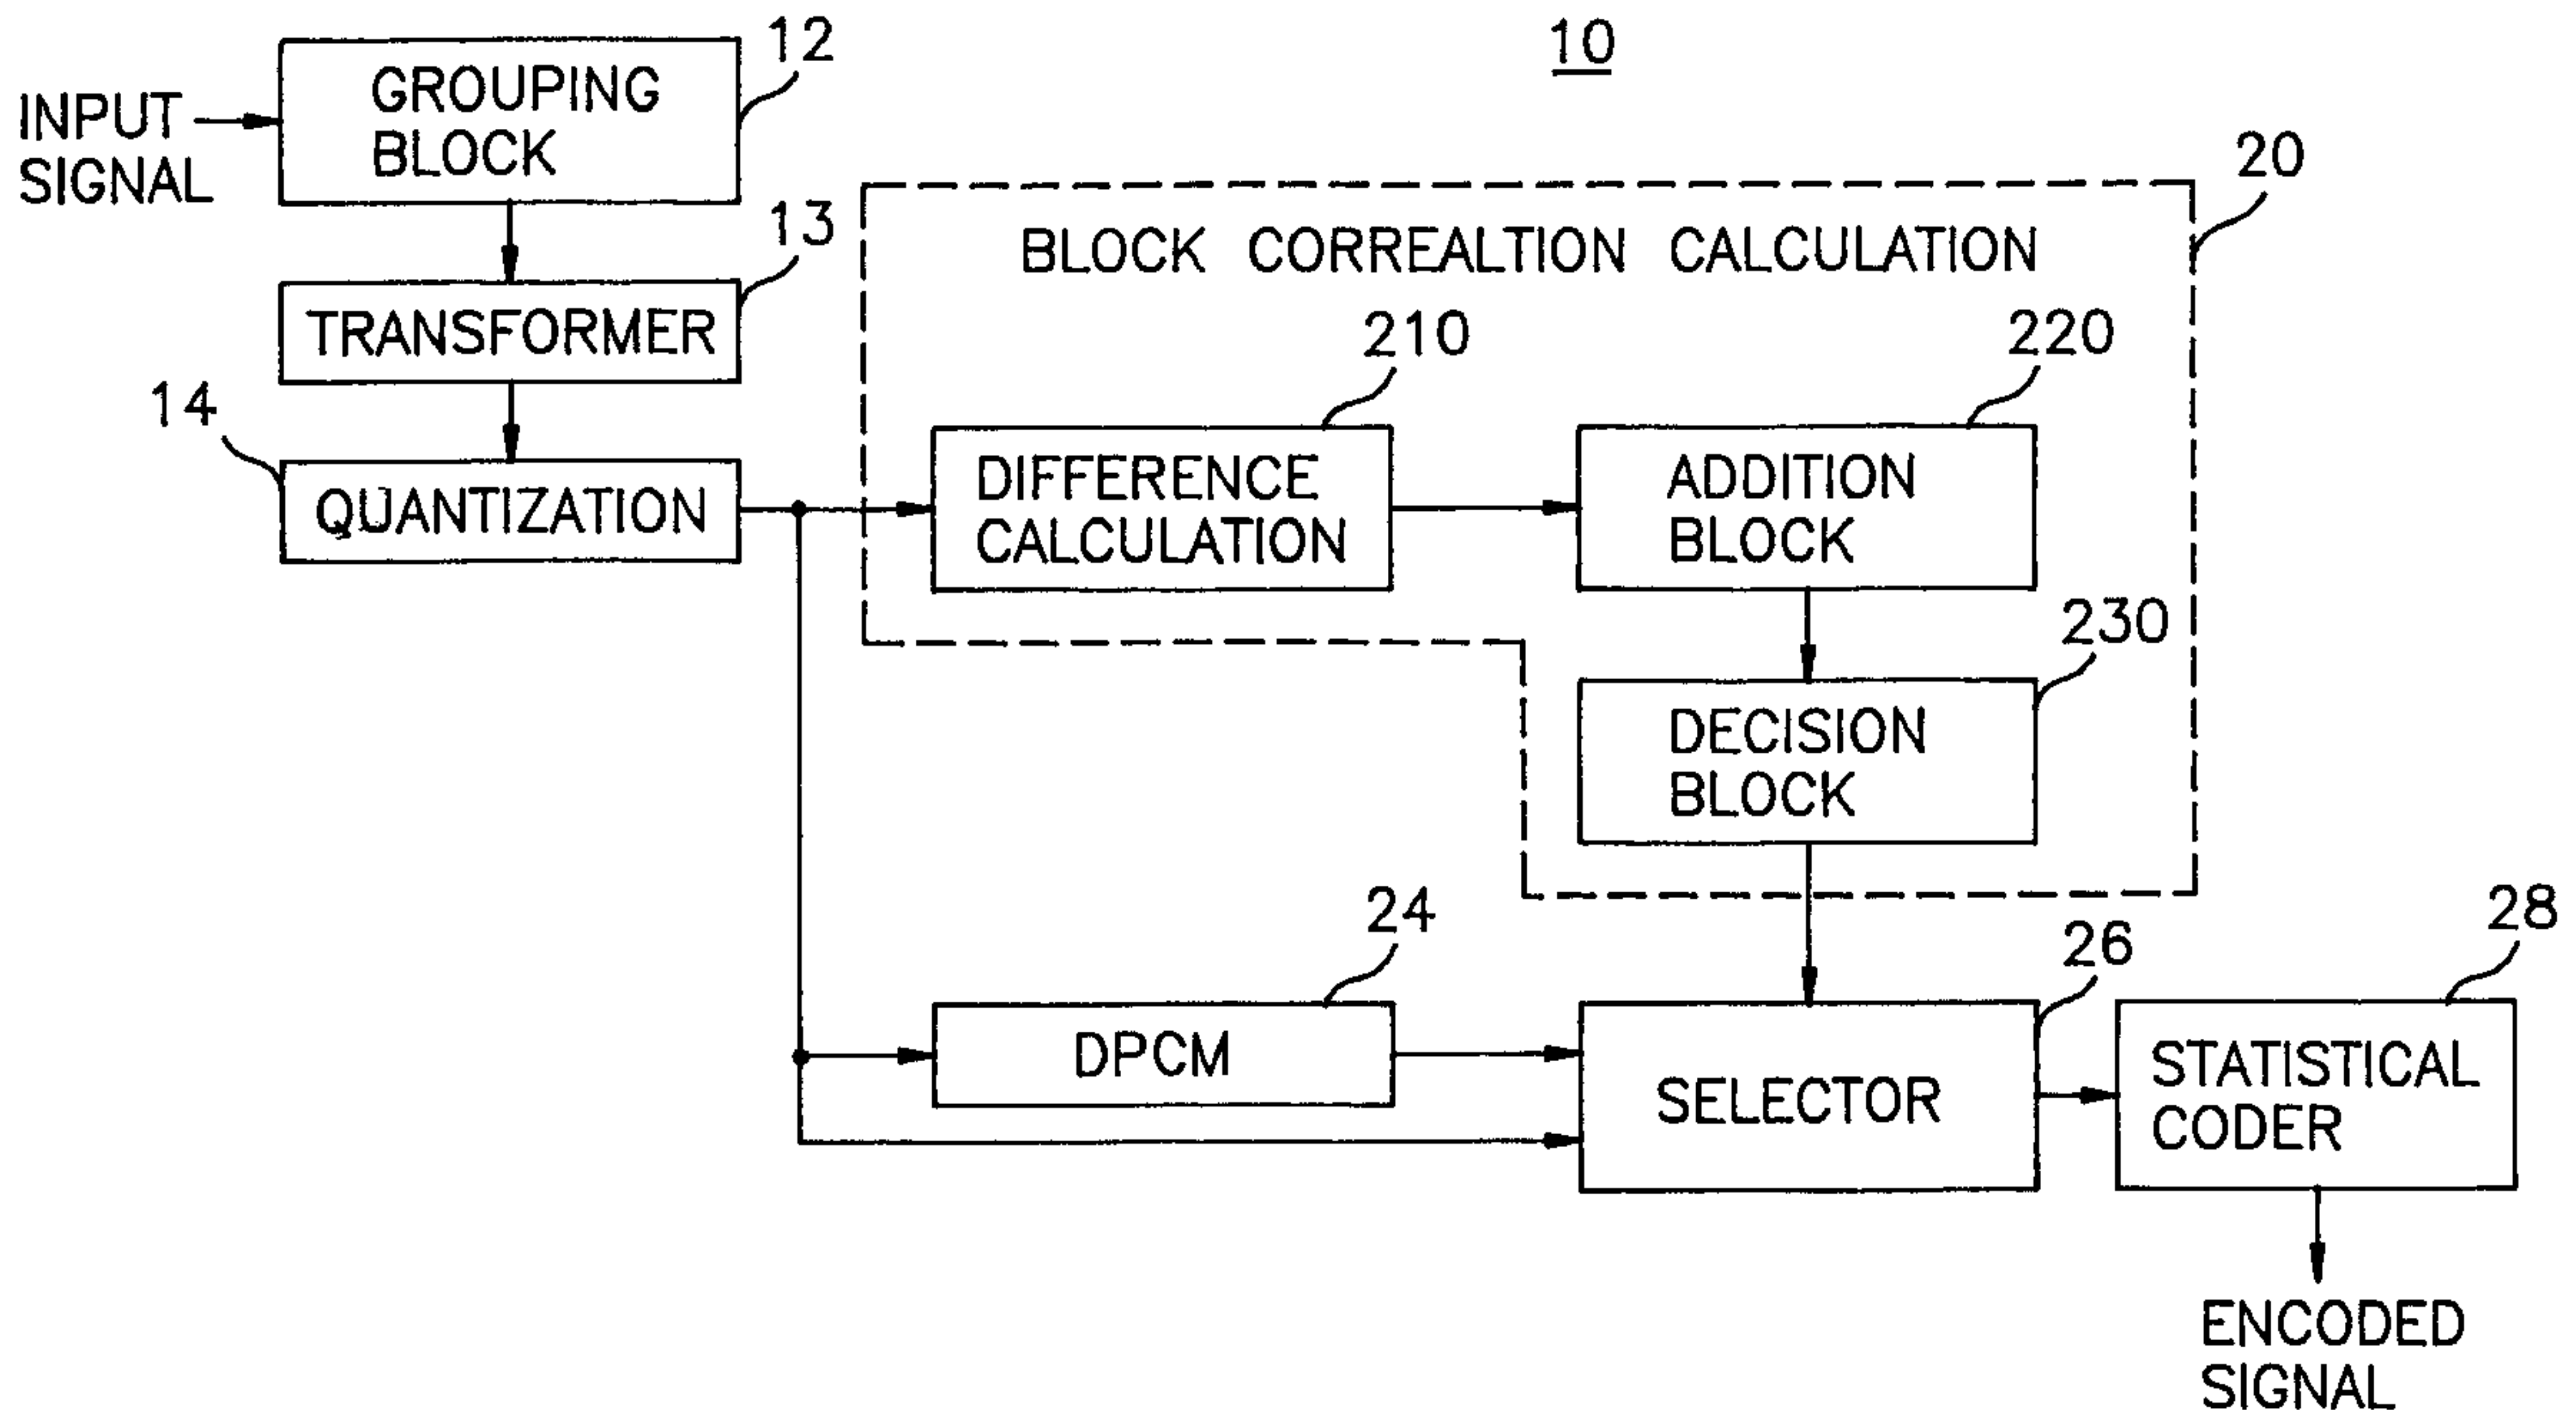 10
12
GROUPING
BLOCK
INPUT
SIGNAL
13
TRANSFORMER
14
QUANTIZATION
20
BLOCK CORREALTION CALCULATION
210
DIFFERENCE
CALCULATION
220
ADDITION
BLOCK
230
DECISION
BLOCK
24
DPCM
26
SELECTOR
28
STATISTICAL
CODER
ENCODED
SIGNAL